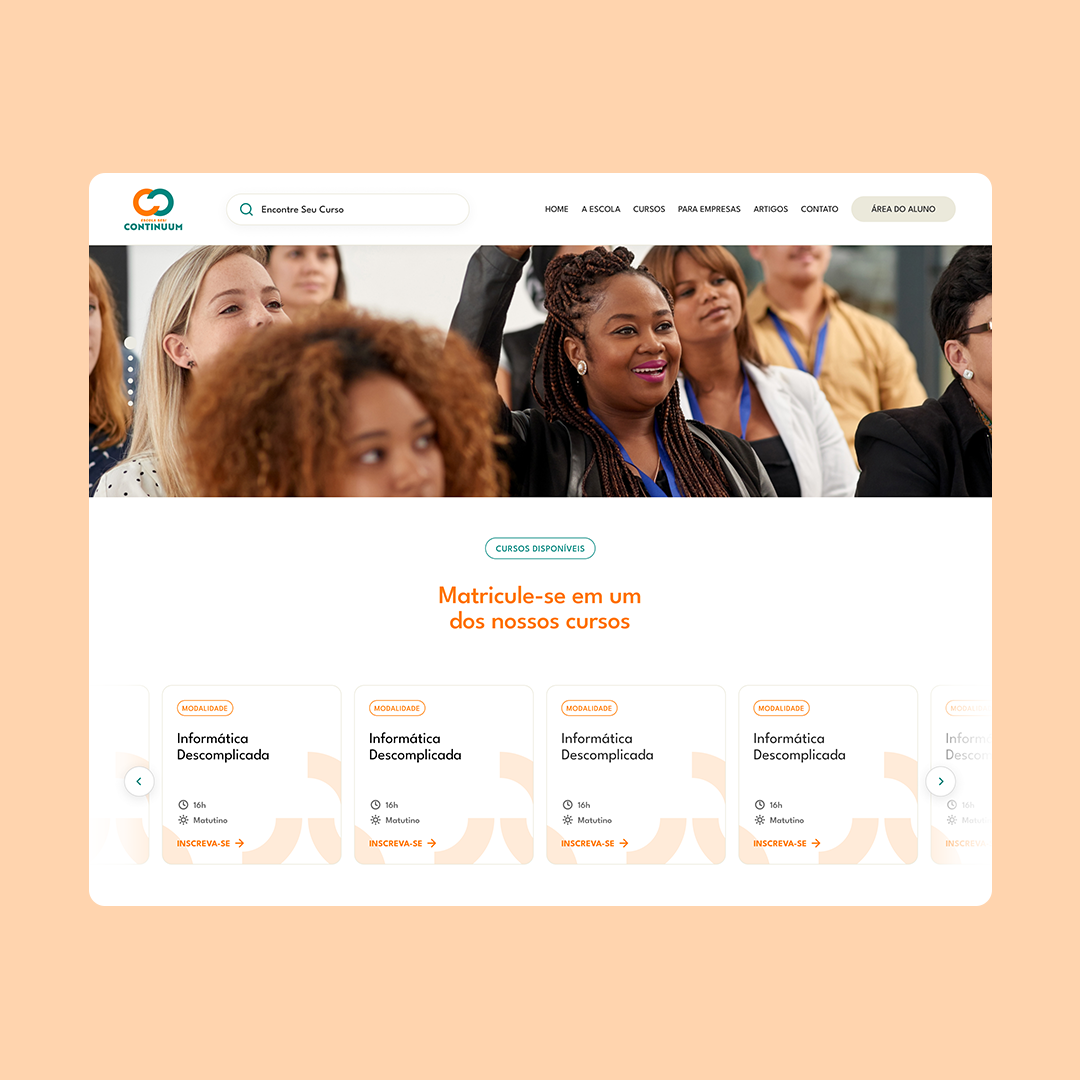 ESCOLA SESI
CONTINUUM
Encontre Seu Curso
HOME
A ESCOLA
CURSOS
PARA EMPRESAS
ARTIGOS
CONTATO
ÁREA DO ALUNO
CURSOS DISPONÍVEIS
Matricule-se em um
dos nossos cursos
MODALIDADE
Informática
Descomplicada
16h
Matutino
INSCREVA-SE
MODALIDADE
Informática
Descomplicada
16h
Matutino
INSCREVA-SE
MODALIDADE
Informática
Descomplicada
16h
Matutino
INSCREVA-SE
MODALIDADE
Informática
Descomplicada
16h
Matutino
INSCREVA-SE
16h